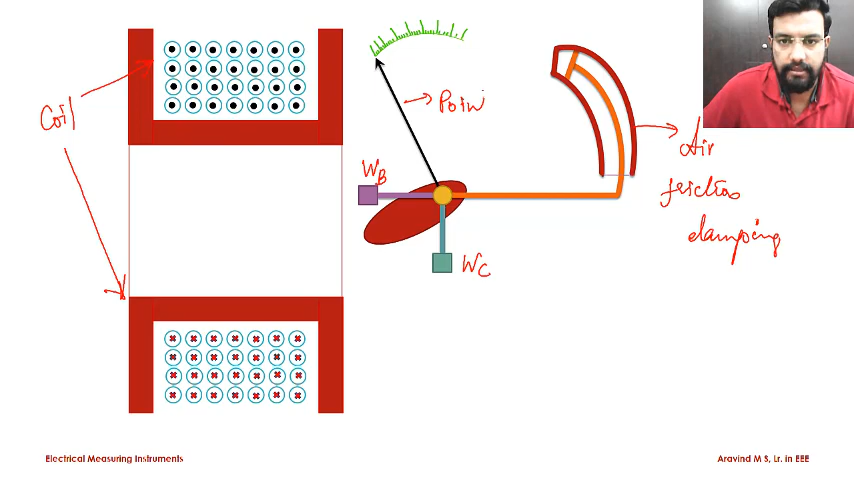 Coil
Poin
W_B
W_C
Air
friction
damping
Electrical Measuring Instruments
Aravind M S, Lr. in EEE